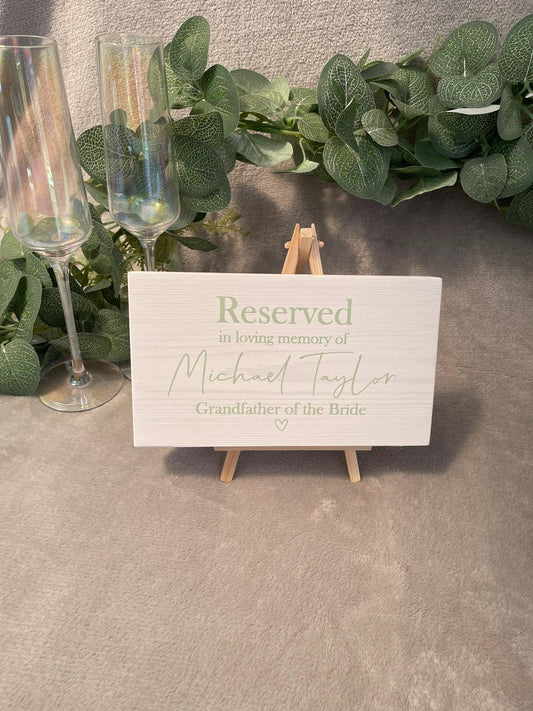 Reserved
in loving memory of
Michael Taylor
Grandfather of the Bride